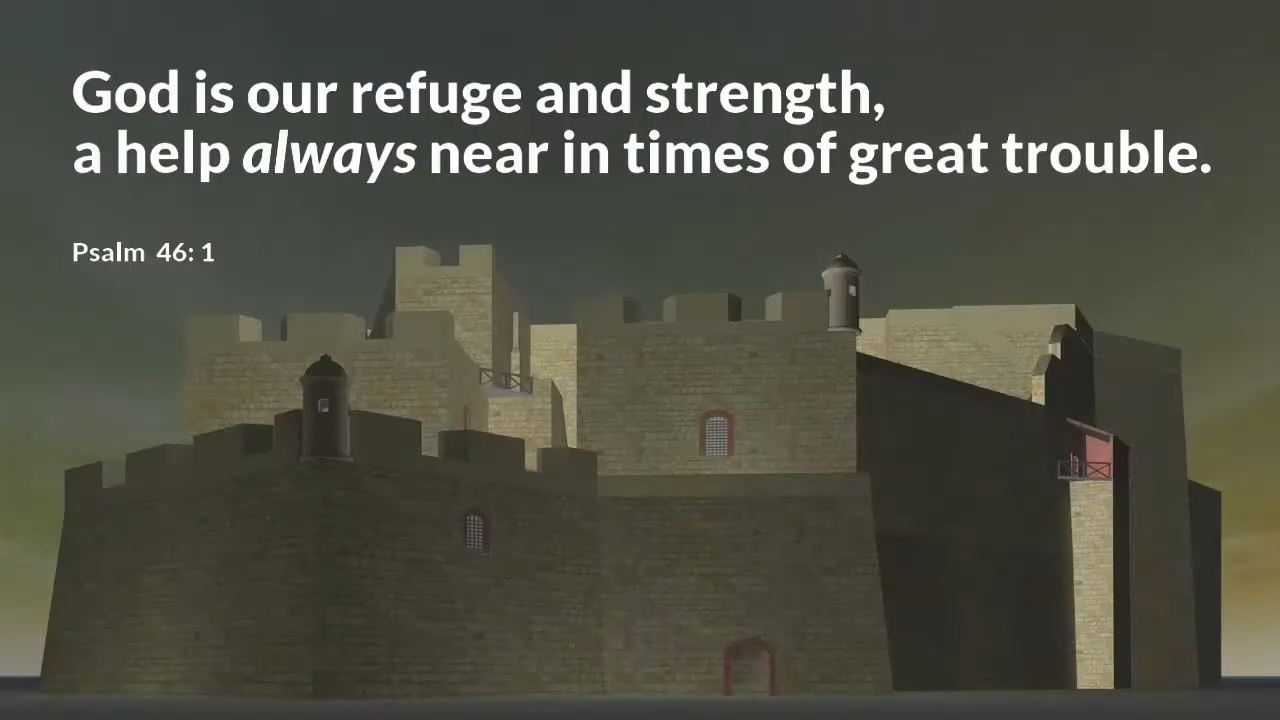 God is our refuge and strength,
a help always near in times of great trouble.
Psalm 46: 1